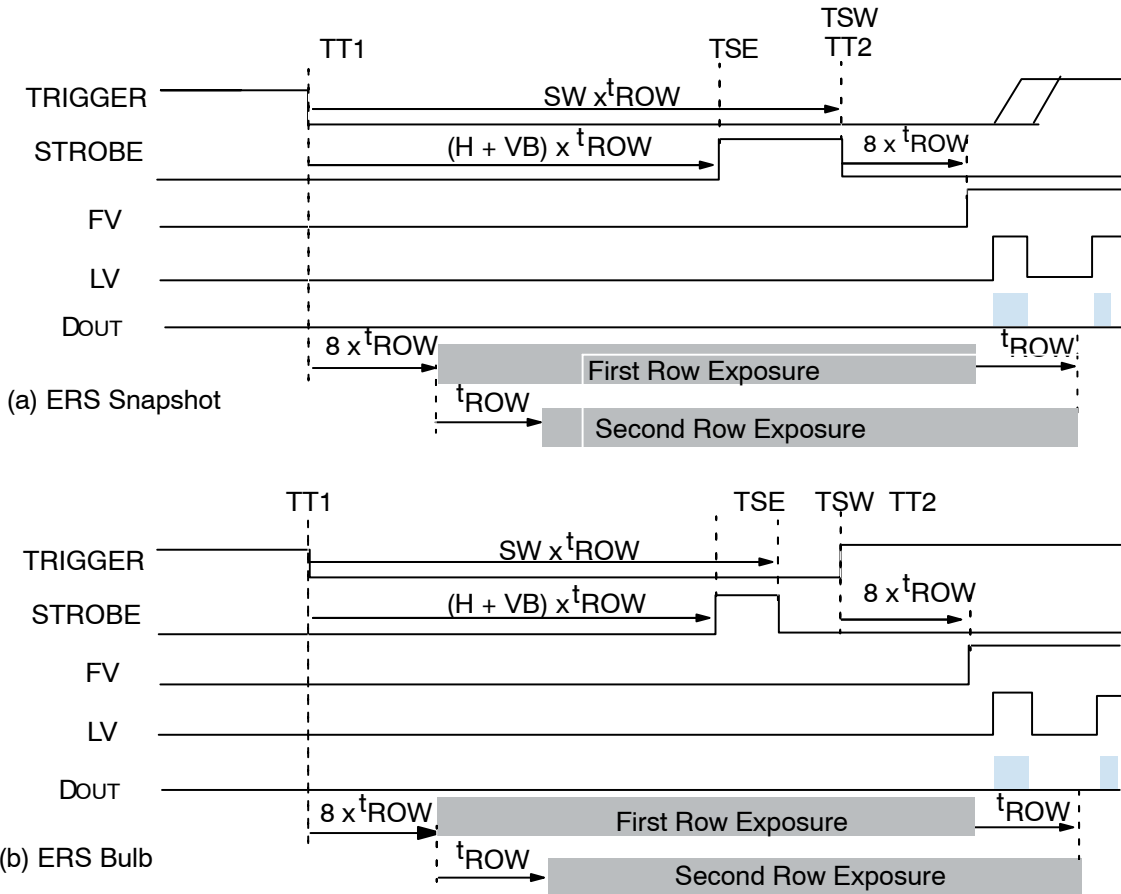 TSW
TT1 TSE TT2
TRIGGER SW x tROW
STROBE (H + VB) x tROW 8 x tROW
FV
LV
DOUT
8 x tROW First Row Exposure tROW
(a) ERS Snapshot
tROW Second Row Exposure
TT1 TSE TSW TT2
TRIGGER SW x tROW
STROBE (H + VB) x tROW 8 x tROW
FV
LV
DOUT
8 x tROW First Row Exposure tROW
(b) ERS Bulb
tROW Second Row Exposure